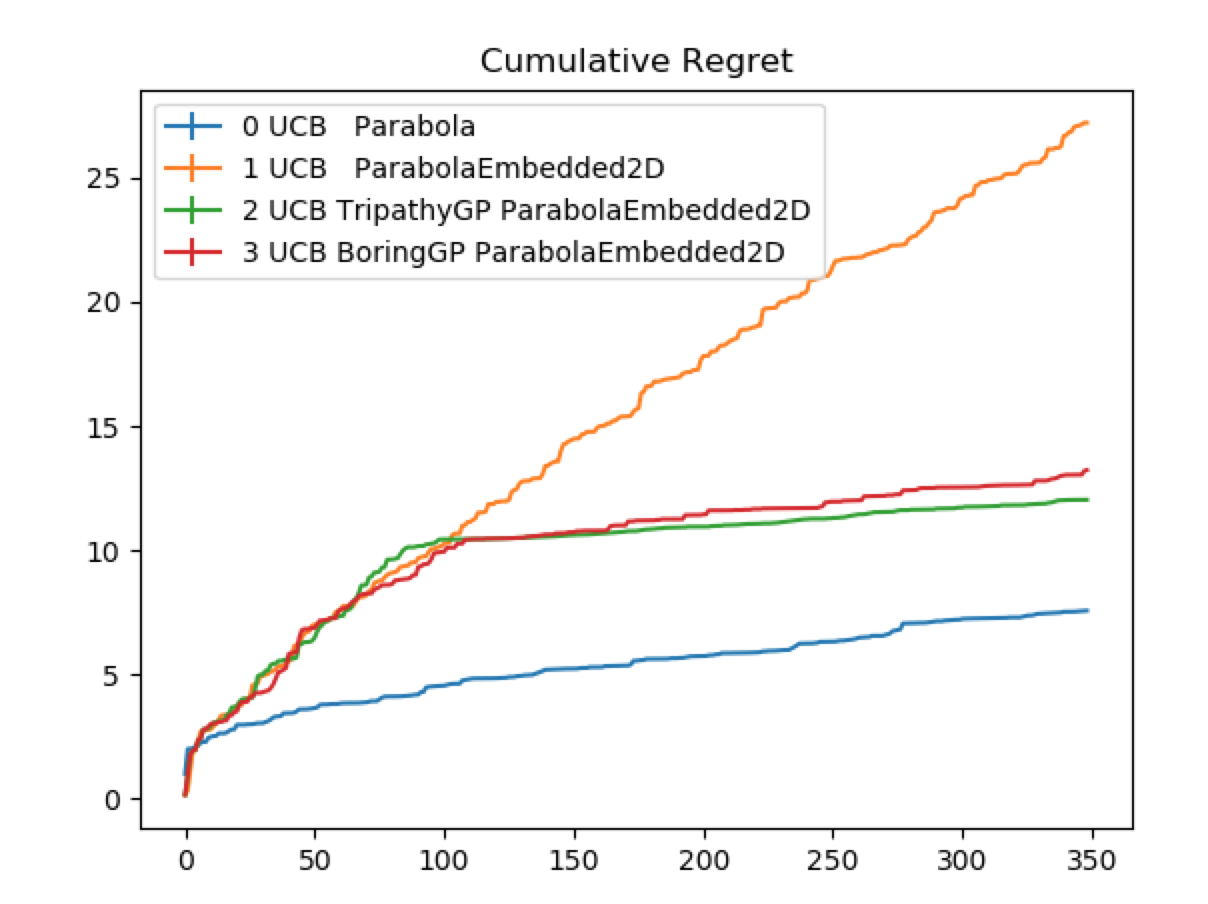 Cumulative Regret
0 UCB   Parabola
1 UCB   ParabolaEmbedded2D
2 UCB TripathyGP ParabolaEmbedded2D
3 UCB BoringGP ParabolaEmbedded2D
25
20
15
10
5
0
0 50 100 150 200 250 300 350